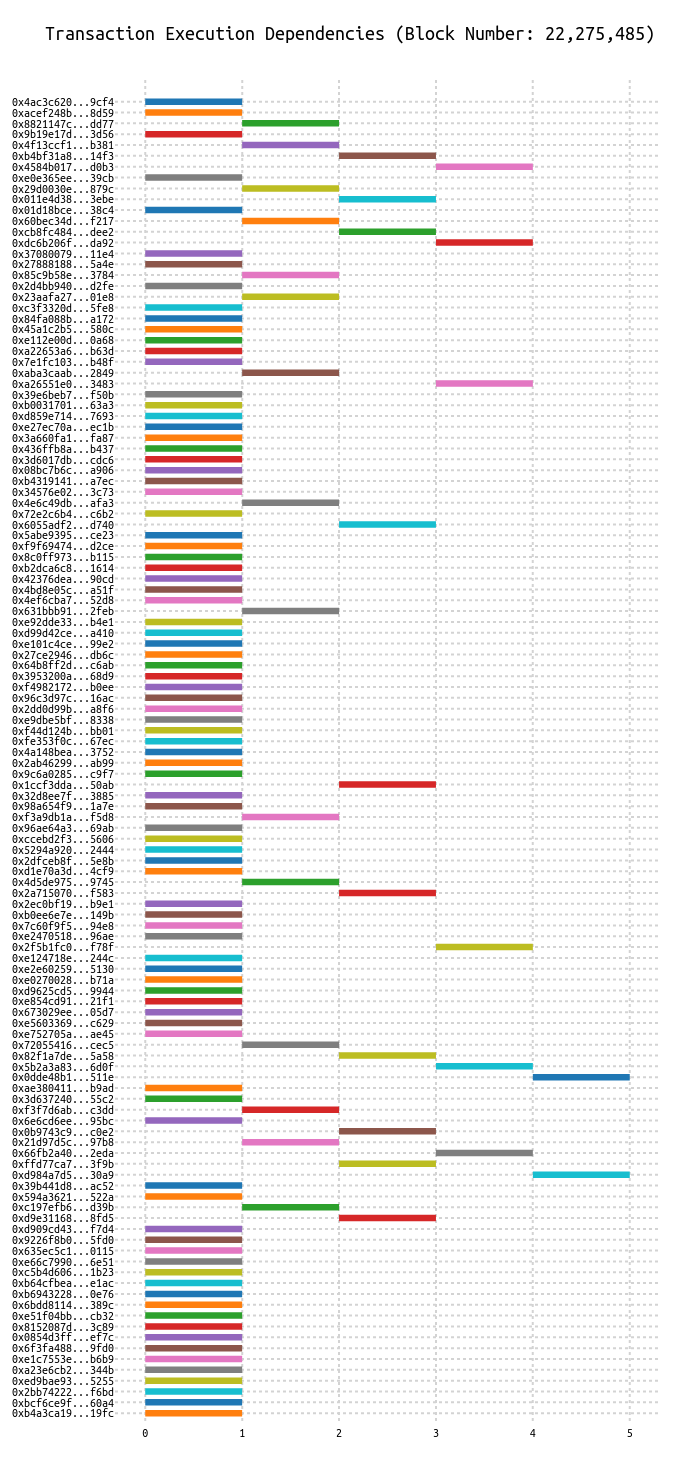 Transaction Execution Dependencies (Block Number: 22,275,485)
0x4ac3c620...9cf4
0xacef248b...8d59
0x8821147c...dd77
0x9b19e17d...3d56
0x4f13ccf1...b381
0xb4bf31a8...14f3
0x4584b017...d0b3
0xe0e365ee...39cb
0x29d0030e...879c
0x011e4d38...3ebe
0x01d18bce...38c4
0x60bec34d...f217
0xcb8fc484...dee2
0xdc6b206f...da92
0x37080079...11e4
0x27888188...5a4e
0x85c9b58e...3784
0x2d4bb940...d2fe
0x23aafa27...01e8
0xc3f3320d...5fe8
0x84fa088b...a172
0x45a1c2b5...580c
0xe112e00d...0a68
0xa22653a6...b63d
0x7e1fc103...b48f
0xaba3caab...2849
0xa26551e0...3483
0x39e6beb7...f50b
0xb0031701...63a3
0xd859e714...7693
0xe27ec70a...ec1b
0x3a660fa1...fa87
0x436ffb8a...b437
0x3d6017db...cdc6
0x08bc7b6c...a906
0xb4319141...a7ec
0x34576e02...3c73
0x4e6c49db...afa3
0x72e2c6b4...c6b2
0x6055adf2...d740
0x5abe9395...ce23
0xf9f69474...d2ce
0x8c0ff973...b115
0xb2dca6c8...1614
0x42376dea...90cd
0x4bd8e05c...a51f
0x4ef6cba7...52d8
0x631bbb91...2feb
0xe92dde33...b4e1
0xd99d42ce...a410
0xe101c4ce...99e2
0x27ce2946...db6c
0x64b8ff2d...c6ab
0x3953200a...68d9
0xf4982172...b0ee
0x96c3d97c...16ac
0x2dd0d99b...a8f6
0xe9dbe5bf...8338
0xf44d124b...bb01
0xfe353f0c...67ec
0x4a148bea...3752
0x2ab46299...ab99
0x9c6a0285...c9f7
0x1ccf3dda...50ab
0x32d8ee7f...3885
0x98a654f9...1a7e
0xf3a9db1a...f5d8
0x96ae64a3...69ab
0xccebd2f3...5606
0x5294a920...2444
0x2dfceb8f...5e8b
0xd1e70a3d...4cf9
0x4d5de975...9745
0x2a715070...f583
0x2ec0bf19...b9e1
0xb0ee6e7e...149b
0x7c60f9f5...94e8
0xe2470518...96ae
0x2f5b1fc0...f78f
0xe124718e...244c
0xe2e60259...5130
0xe0270028...b71a
0xd9625cd5...9944
0xe854cd91...21f1
0x673029ee...05d7
0xe5603369...c629
0xe752705a...ae45
0x72055416...cec5
0x82f1a7de...5a58
0x5b2a3a83...6d0f
0x0dde48b1...511e
0xae380411...b9ad
0x3d637240...55c2
0xf3f7d6ab...c3dd
0x6e6cd6ee...95bc
0x0b9743c9...c0e2
0x21d97d5c...97b8
0x66fb2a40...2eda
0xffd77ca7...3f9b
0xd984a7d5...30a9
0x39b441d8...ac52
0x594a3621...522a
0xc197efb6...d39b
0xd9e31168...8fd5
0xd909cd43...f7d4
0x9226f8b0...5fd0
0x635ec5c1...0115
0xe66c7990...6e51
0xc5b4d606...1b23
0xb64cfbea...e1ac
0xb6943228...0e76
0x6bdd8114...389c
0xe51f04bb...cb32
0x8152087d...3c89
0x0854d3ff...ef7c
0x6f3fa488...9fd0
0xe1c7553e...b6b9
0xa23e6cb2...344b
0xed9bae93...5255
0x2bb74222...f6bd
0xbcf6ce9f...60a4
0xb4a3ca19...19fc
0 1 2 3 4 5